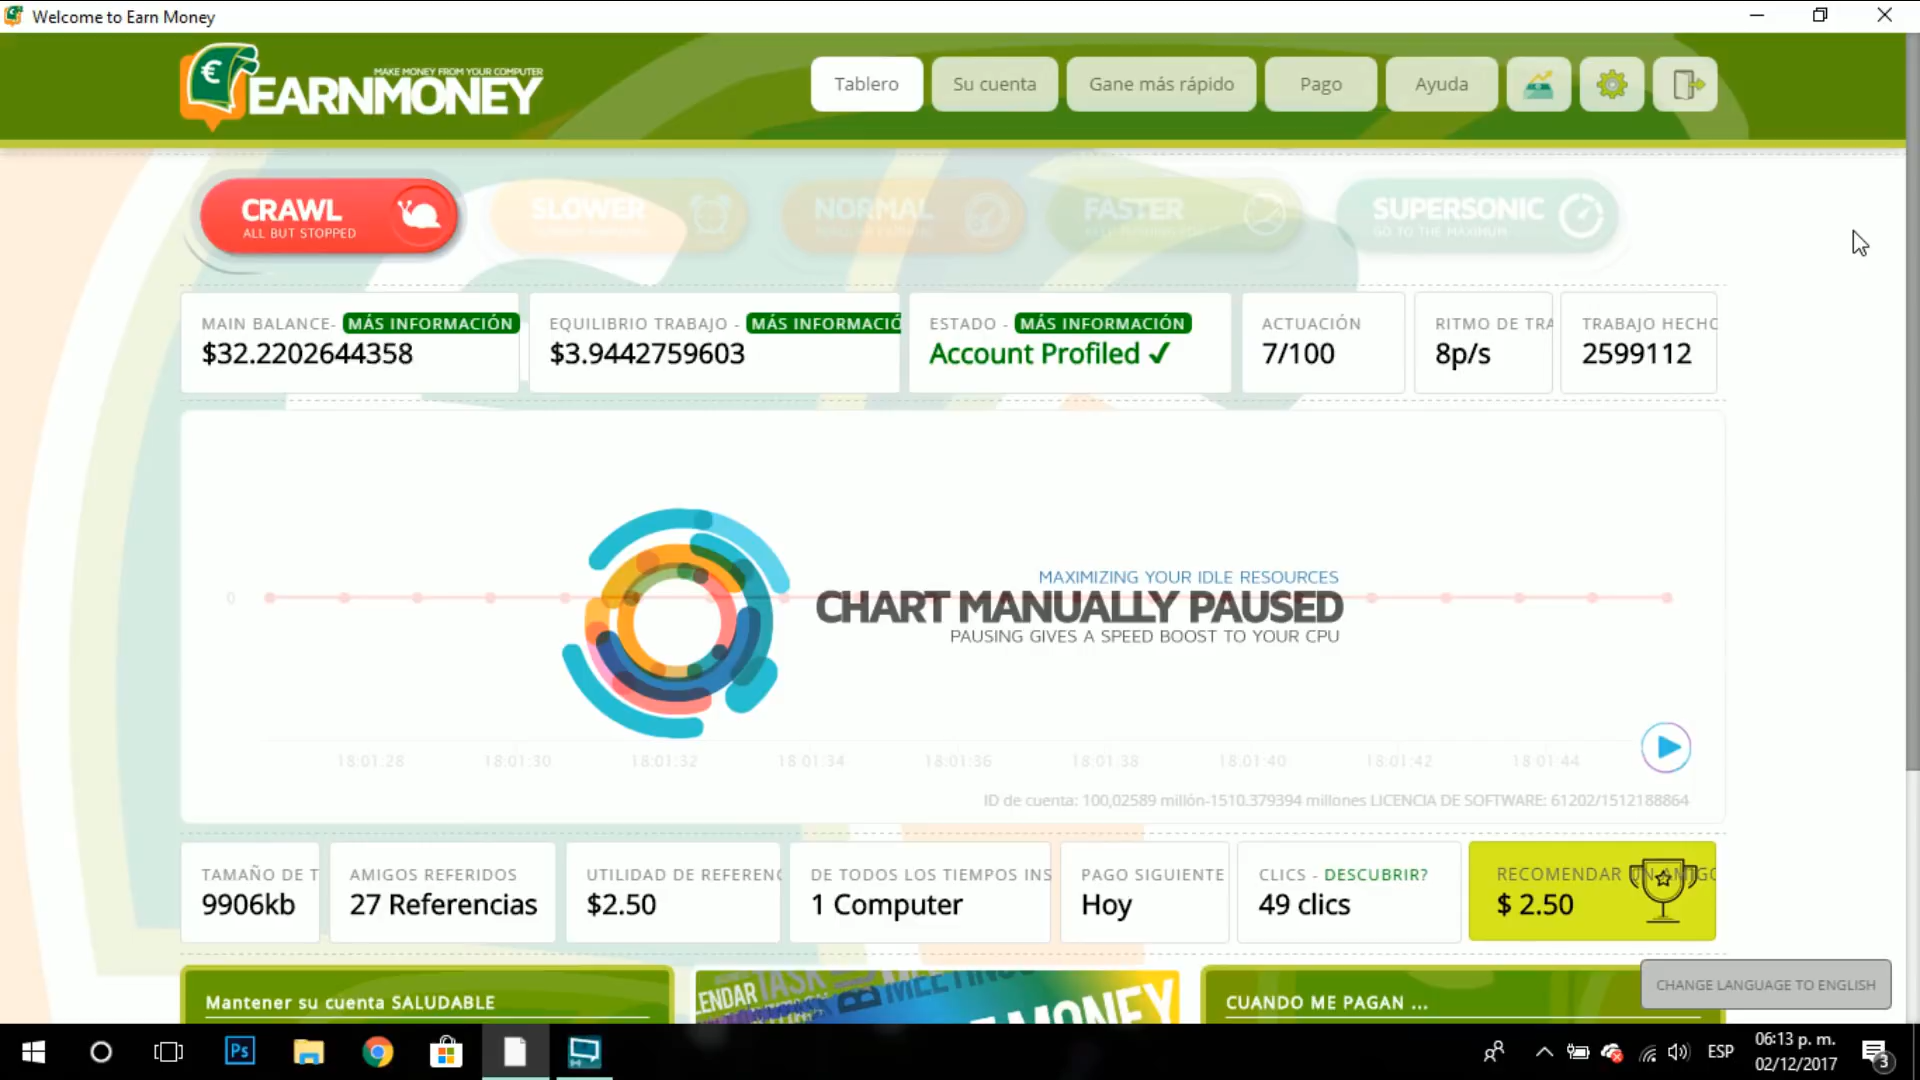 Welcome to Earn Money
€
MAKE MONEY FROM YOUR COMPUTER
EARNMONEY
Tablero
Su cuenta
Gane más rápido
Pago
Ayuda
CRAWL
ALL BUT STOPPED
SLOWER
NORMAL
FASTER
SUPERSONIC
GO TO THE MAXIMUM
MAIN BALANCE- MÁS INFORMACIÓN
$32.2202644358
EQUILIBRIO TRABAJO - MÁS INFORMACIÓ
$3.9442759603
ESTADO - MÁS INFORMACIÓN
Account Profiled ✓
ACTUACIÓN
7/100
RITMO DE TRA
8p/s
TRABAJO HECHO
2599112
MAXIMIZING YOUR IDLE RESOURCES
CHART MANUALLY PAUSED
PAUSING GIVES A SPEED BOOST TO YOUR CPU
0
18:01:28
18:01:30
18:01:32
18:01:34
18:01:36
18:01:38
18:01:40
18:01:42
18:01:44
ID de cuenta: 100,02589 millón-1510.379394 millones LICENCIA DE SOFTWARE: 61202/1512188864
TAMAÑO DE T
9906kb
AMIGOS REFERIDOS
27 Referencias
UTILIDAD DE REFERENC
$2.50
DE TODOS LOS TIEMPOS INS
1 Computer
PAGO SIGUIENTE
Hoy
CLICS - DESCUBRIR?
49 clics
RECOMENDAR UN AMIGO
$ 2.50
Mantener su cuenta SALUDABLE
ENDAR TASK
MEETING
MONEY
CUANDO ME PAGAN ...
CHANGE LANGUAGE TO ENGLISH
Ps
ESP
06:13 p. m.
02/12/2017
3